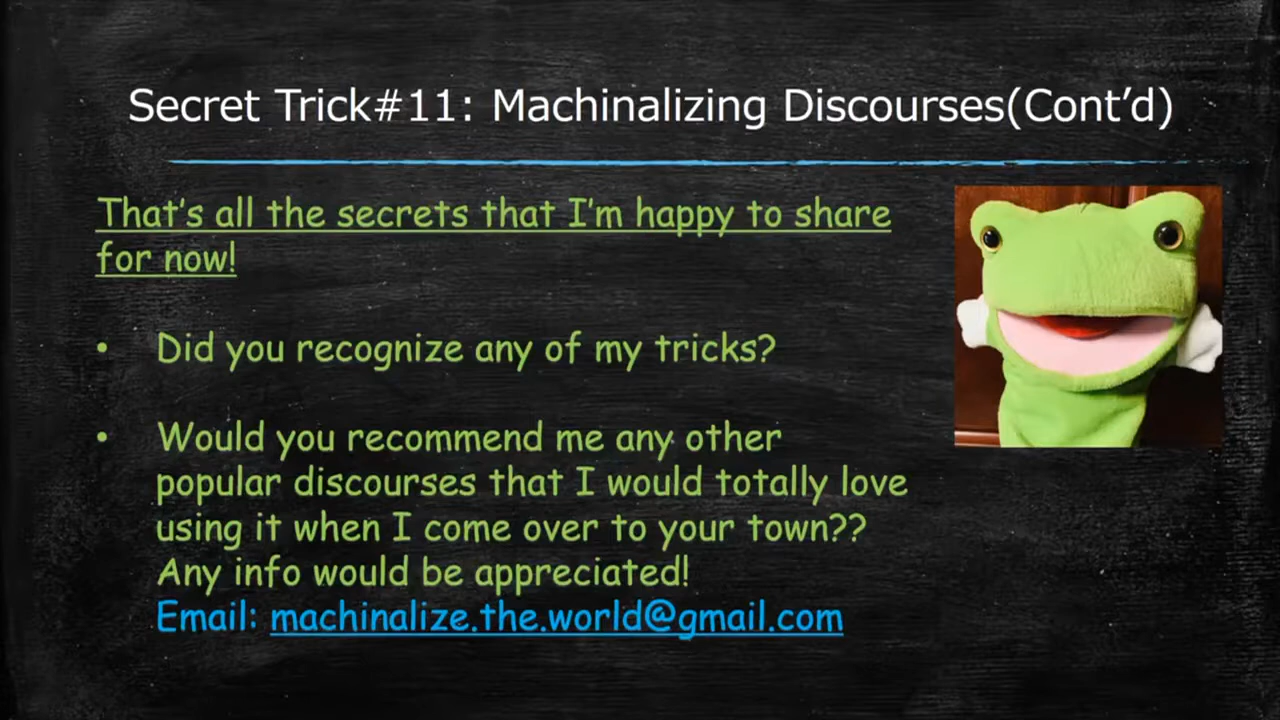 Secret Trick#11: Machinalizing Discourses(Cont’d)
That’s all the secrets that I’m happy to share
for now!
• Did you recognize any of my tricks?
• Would you recommend me any other
popular discourses that I would totally love
using it when I come over to your town??
Any info would be appreciated!
Email: machinalize.the.world@gmail.com